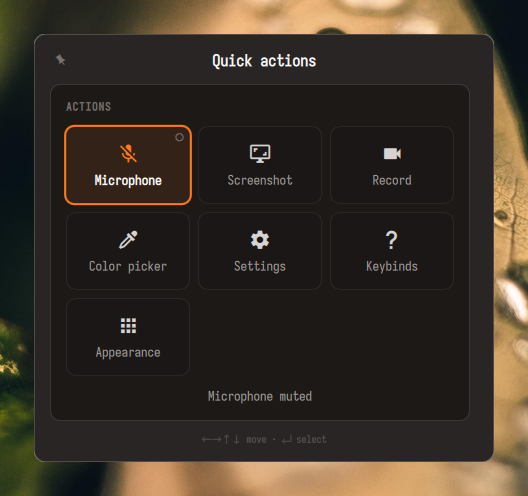 Quick actions
ACTIONS
Microphone
Screenshot
Record
Color picker
Settings
? 
Keybinds
Appearance
Microphone muted
←→↑↓ move · ↵ select